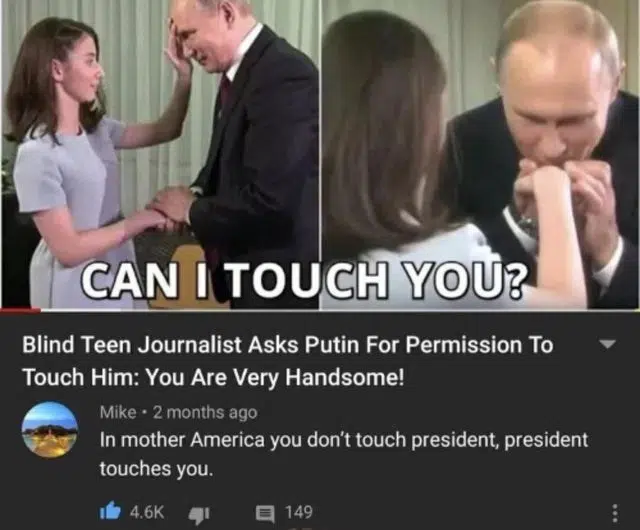 CAN I TOUCH YOU?
Blind Teen Journalist Asks Putin For Permission To
Touch Him: You Are Very Handsome!
Mike • 2 months ago
In mother America you don’t touch president, president
touches you.
4.6K 149